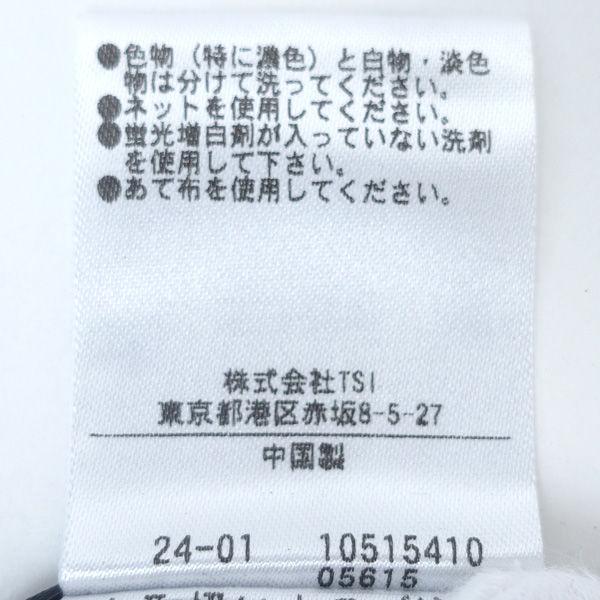 ●色物（特に濃色）と白物・淡色
物は分けて洗ってください。
●ネットを使用してください。
●蛍光増白剤が入っていない洗剤
を使用して下さい。
●あて布を使用してください。
株式会社TSI
東京都港区赤坂8-5-27
中国製
24-01 10515410
05615